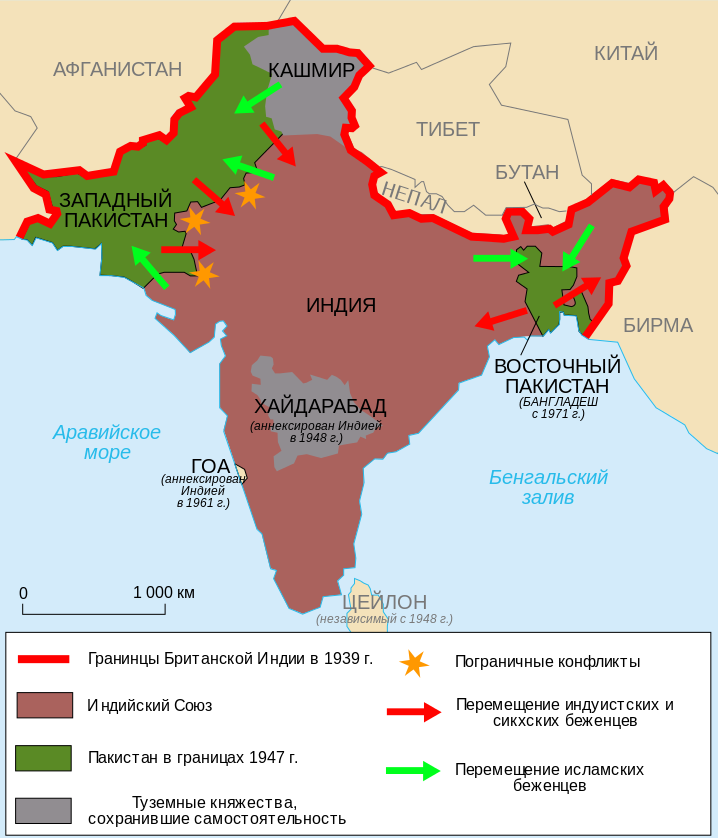 АФГАНИСТАН
КАШМИР
КИТАЙ
ТИБЕТ
БУТАН
НЕПАЛ
ЗАПАДНЫЙ
ПАКИСТАН
ИНДИЯ
БИРМА
ВОСТОЧНЫЙ
ПАКИСТАН
(БАНГЛАДЕШ
с 1971 г.)
ХАЙДАРАБАД
(аннексирован Индией
в 1948 г.)
Аравийское
море
ГОА
(аннексирован
Индией
в 1961 г.)
Бенгальский
залив
0
1 000 км
ЦЕЙЛОН
(независимый с 1948 г.)
Гранинцы Британской Индии в 1939 г.
Индийский Союз
Пакистан в границах 1947 г.
Туземные княжества,
сохранившие самостоятельность
Пограничные конфликты
Перемещение индуистских и
сикхских беженцев
Перемещение исламских
беженцев